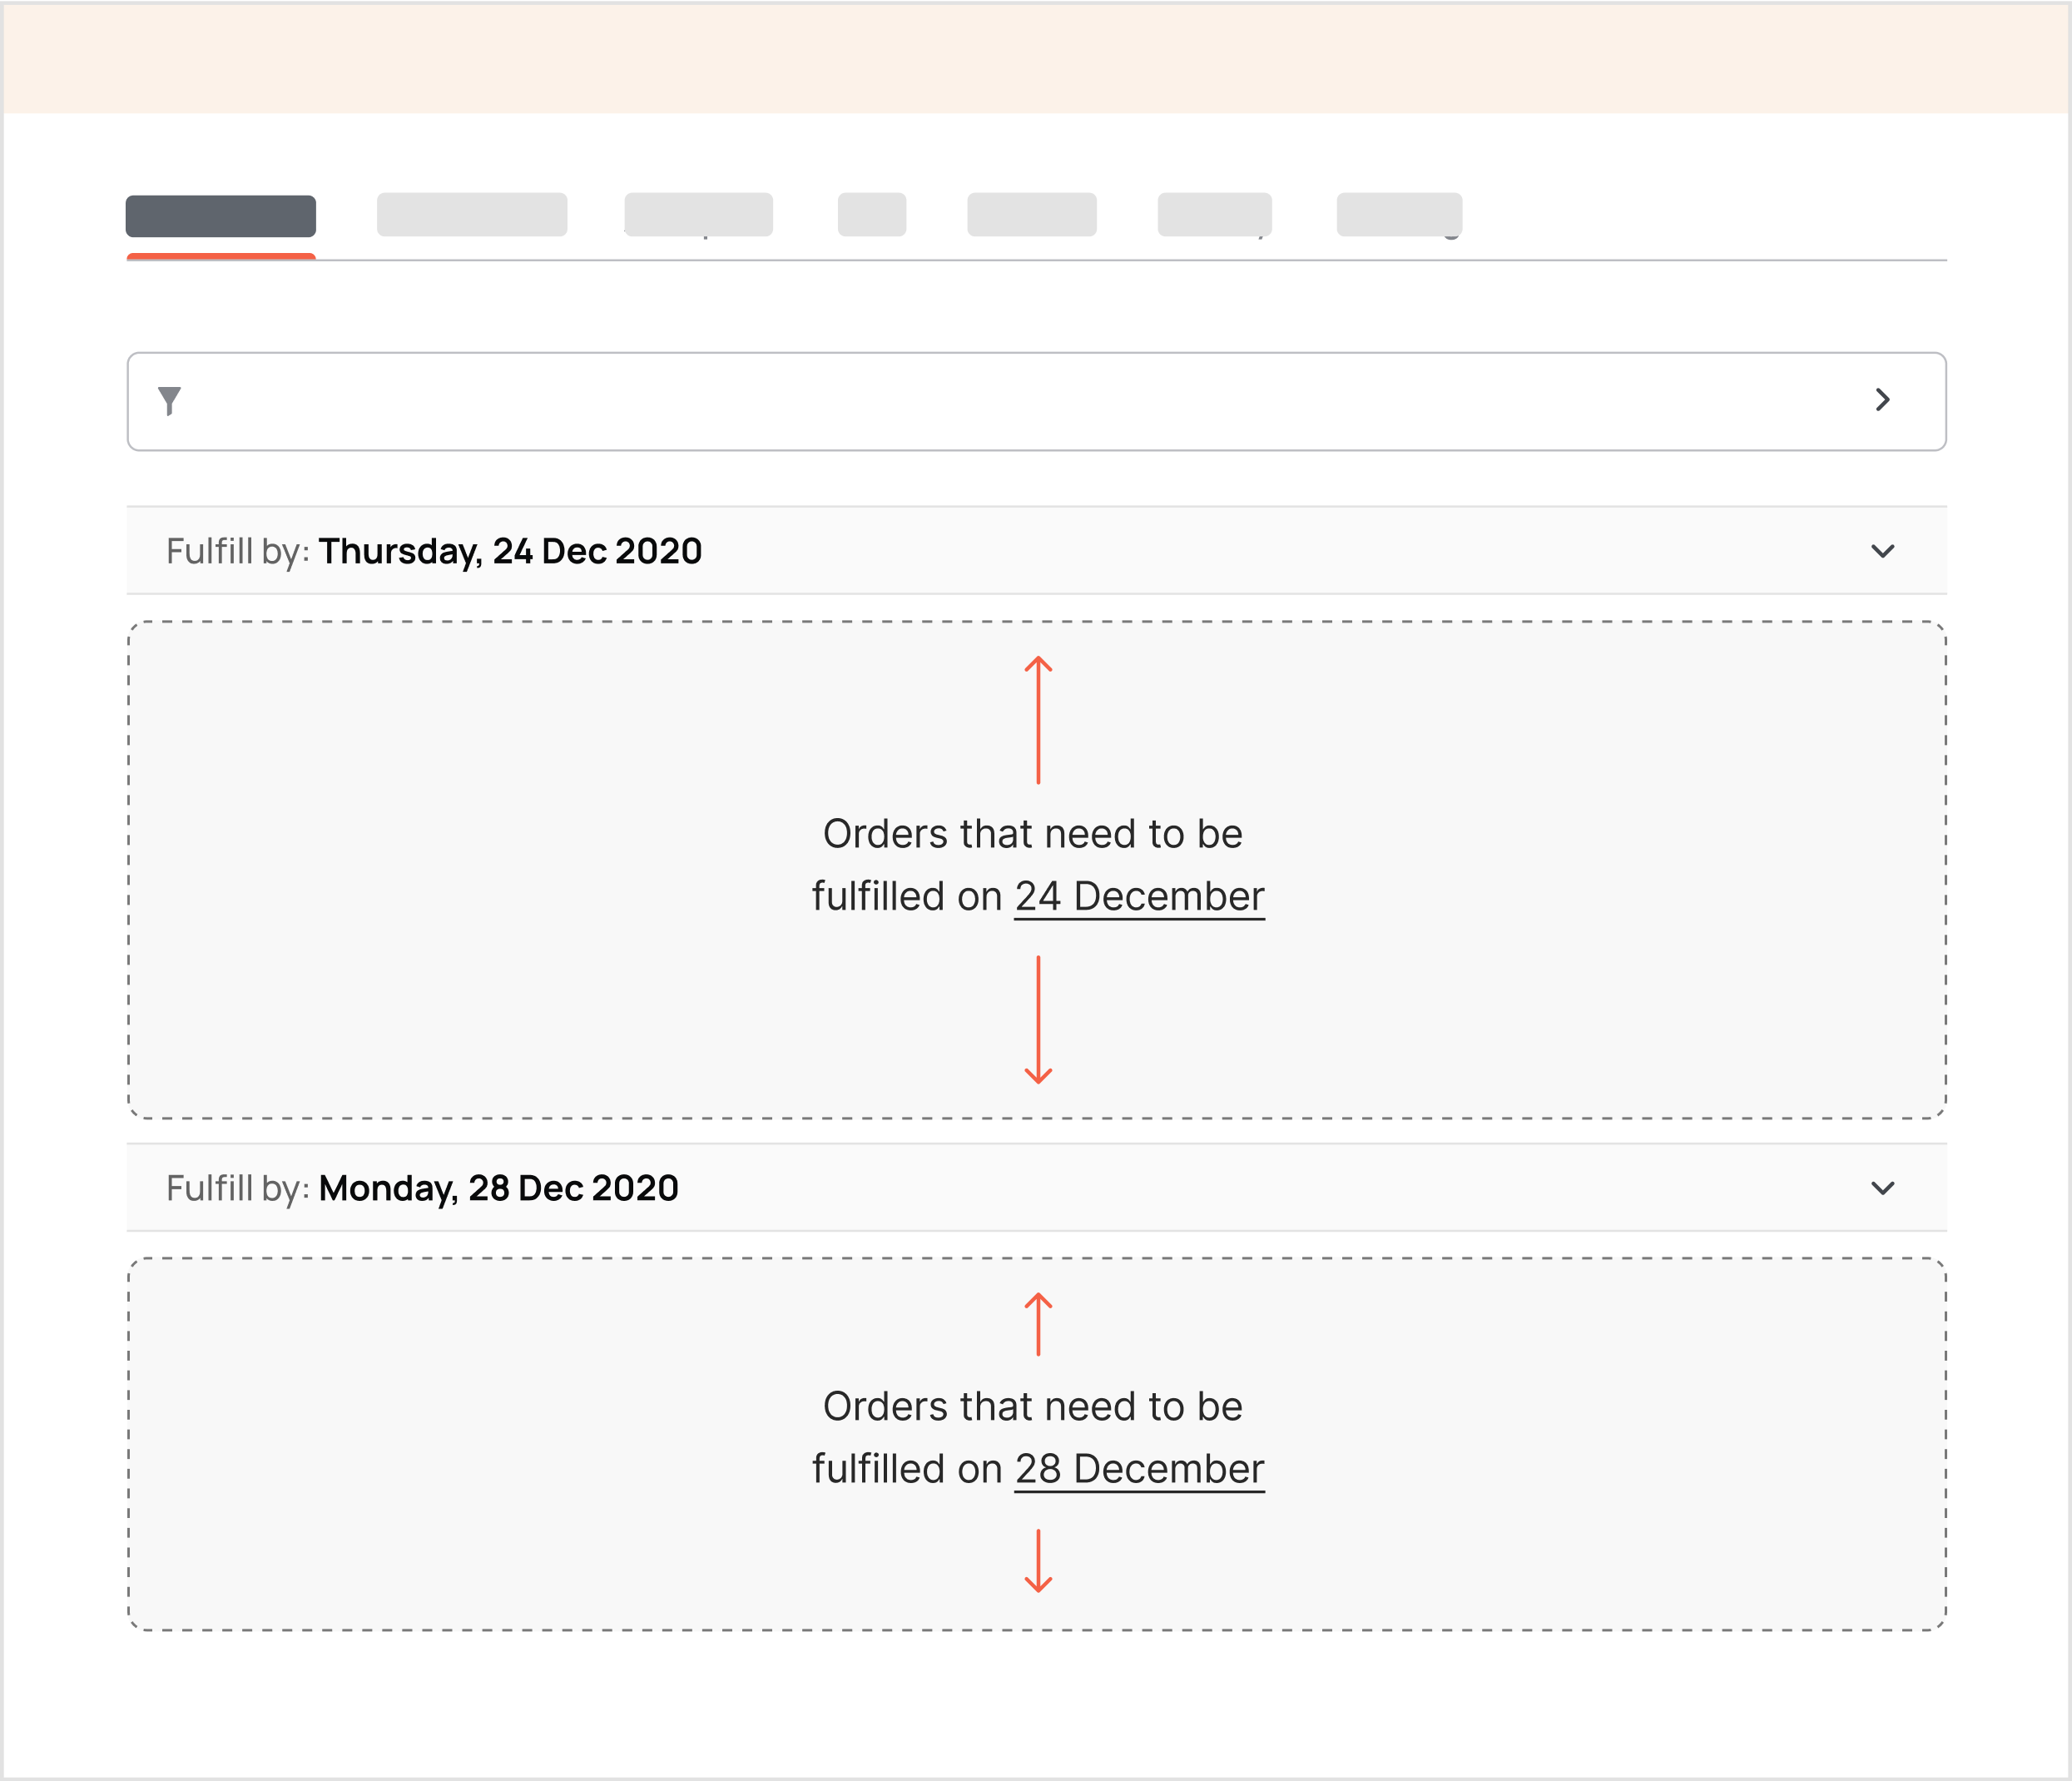 Fulfill by: Thursday, 24 Dec 2020
Orders that need to be
fulfilled on 24 December
Fulfill by: Monday, 28 Dec 2020
Orders that need to be
fulfilled on 28 December